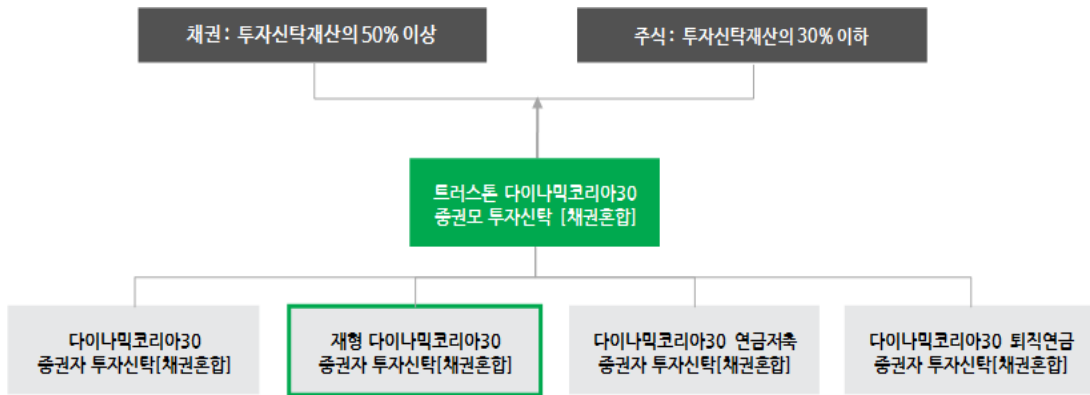 채권 : 투자신탁재산의 50% 이상
주식 : 투자신탁재산의 30% 이하
트러스톤 다이나믹코리아30
증권모 투자신탁 [채권혼합]
다이나믹코리아30
증권자 투자신탁[채권혼합]
재형 다이나믹코리아30
증권자 투자신탁[채권혼합]
다이나믹코리아30 연금저축
증권자 투자신탁[채권혼합]
다이나믹코리아30 퇴직연금
증권자 투자신탁[채권혼합]